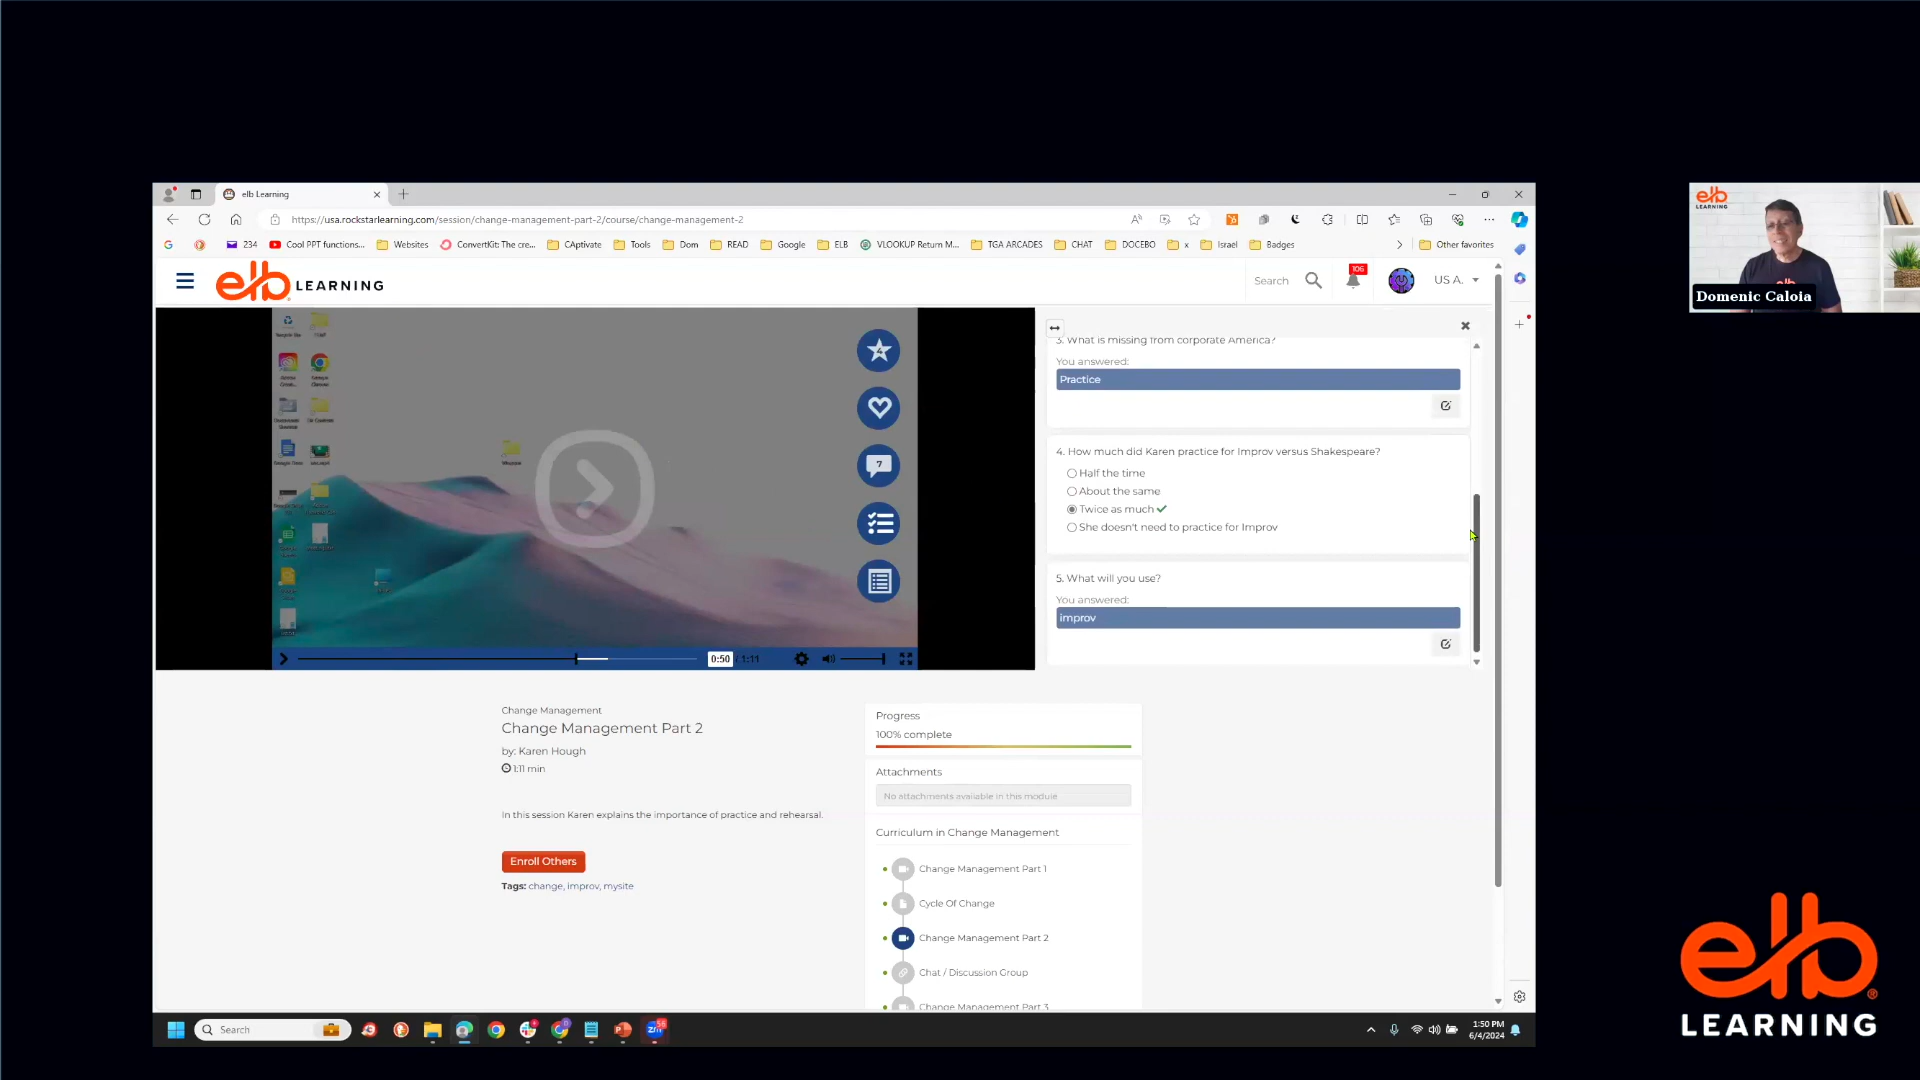 elb Learning
https://usa.rockstarlearning.com/session/change-management-part-2/course/change-management-2
234
Cool PPT functions...
Websites
ConvertKit: The cre...
CAptivate
Tools
Dom
READ
Google
ELB
VLOOKUP Return M...
TGA ARCADES
CHAT
DOCEBO
x
Israel
Badges
Other favorites
elb LEARNING
Search
106
US A.
3. What is missing from corporate America?
You answered:
Practice
4. How much did Karen practice for Improv versus Shakespeare?
Half the time
About the same
Twice as much
She doesn't need to practice for Improv
5. What will you use?
You answered:
improv
4
7
0:50 / 1:11
Change Management
Change Management Part 2
by: Karen Hough
1:11 min
In this session Karen explains the importance of practice and rehearsal.
Enroll Others
Tags: change, improv, mysite
Progress
100% complete
Attachments
No attachments available in this module
Curriculum in Change Management
Change Management Part 1
Cycle Of Change
Change Management Part 2
Chat / Discussion Group
Change Management Part 3
Search
1:50 PM
6/4/2024
elb LEARNING
Domenic Caloia
elb
LEARNING